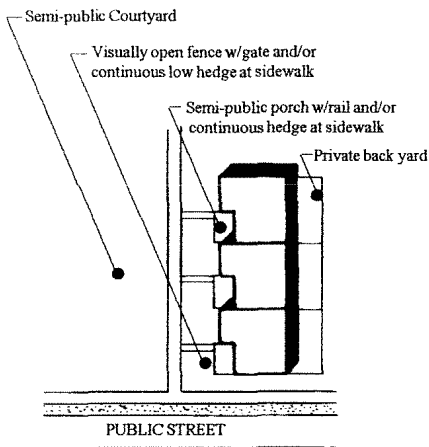 Semi-public Courtyard
Visually open fence w/gate and/or
continuous low hedge at sidewalk
Semi-public porch w/rail and/or
continuous hedge at sidewalk
Private back yard
PUBLIC STREET